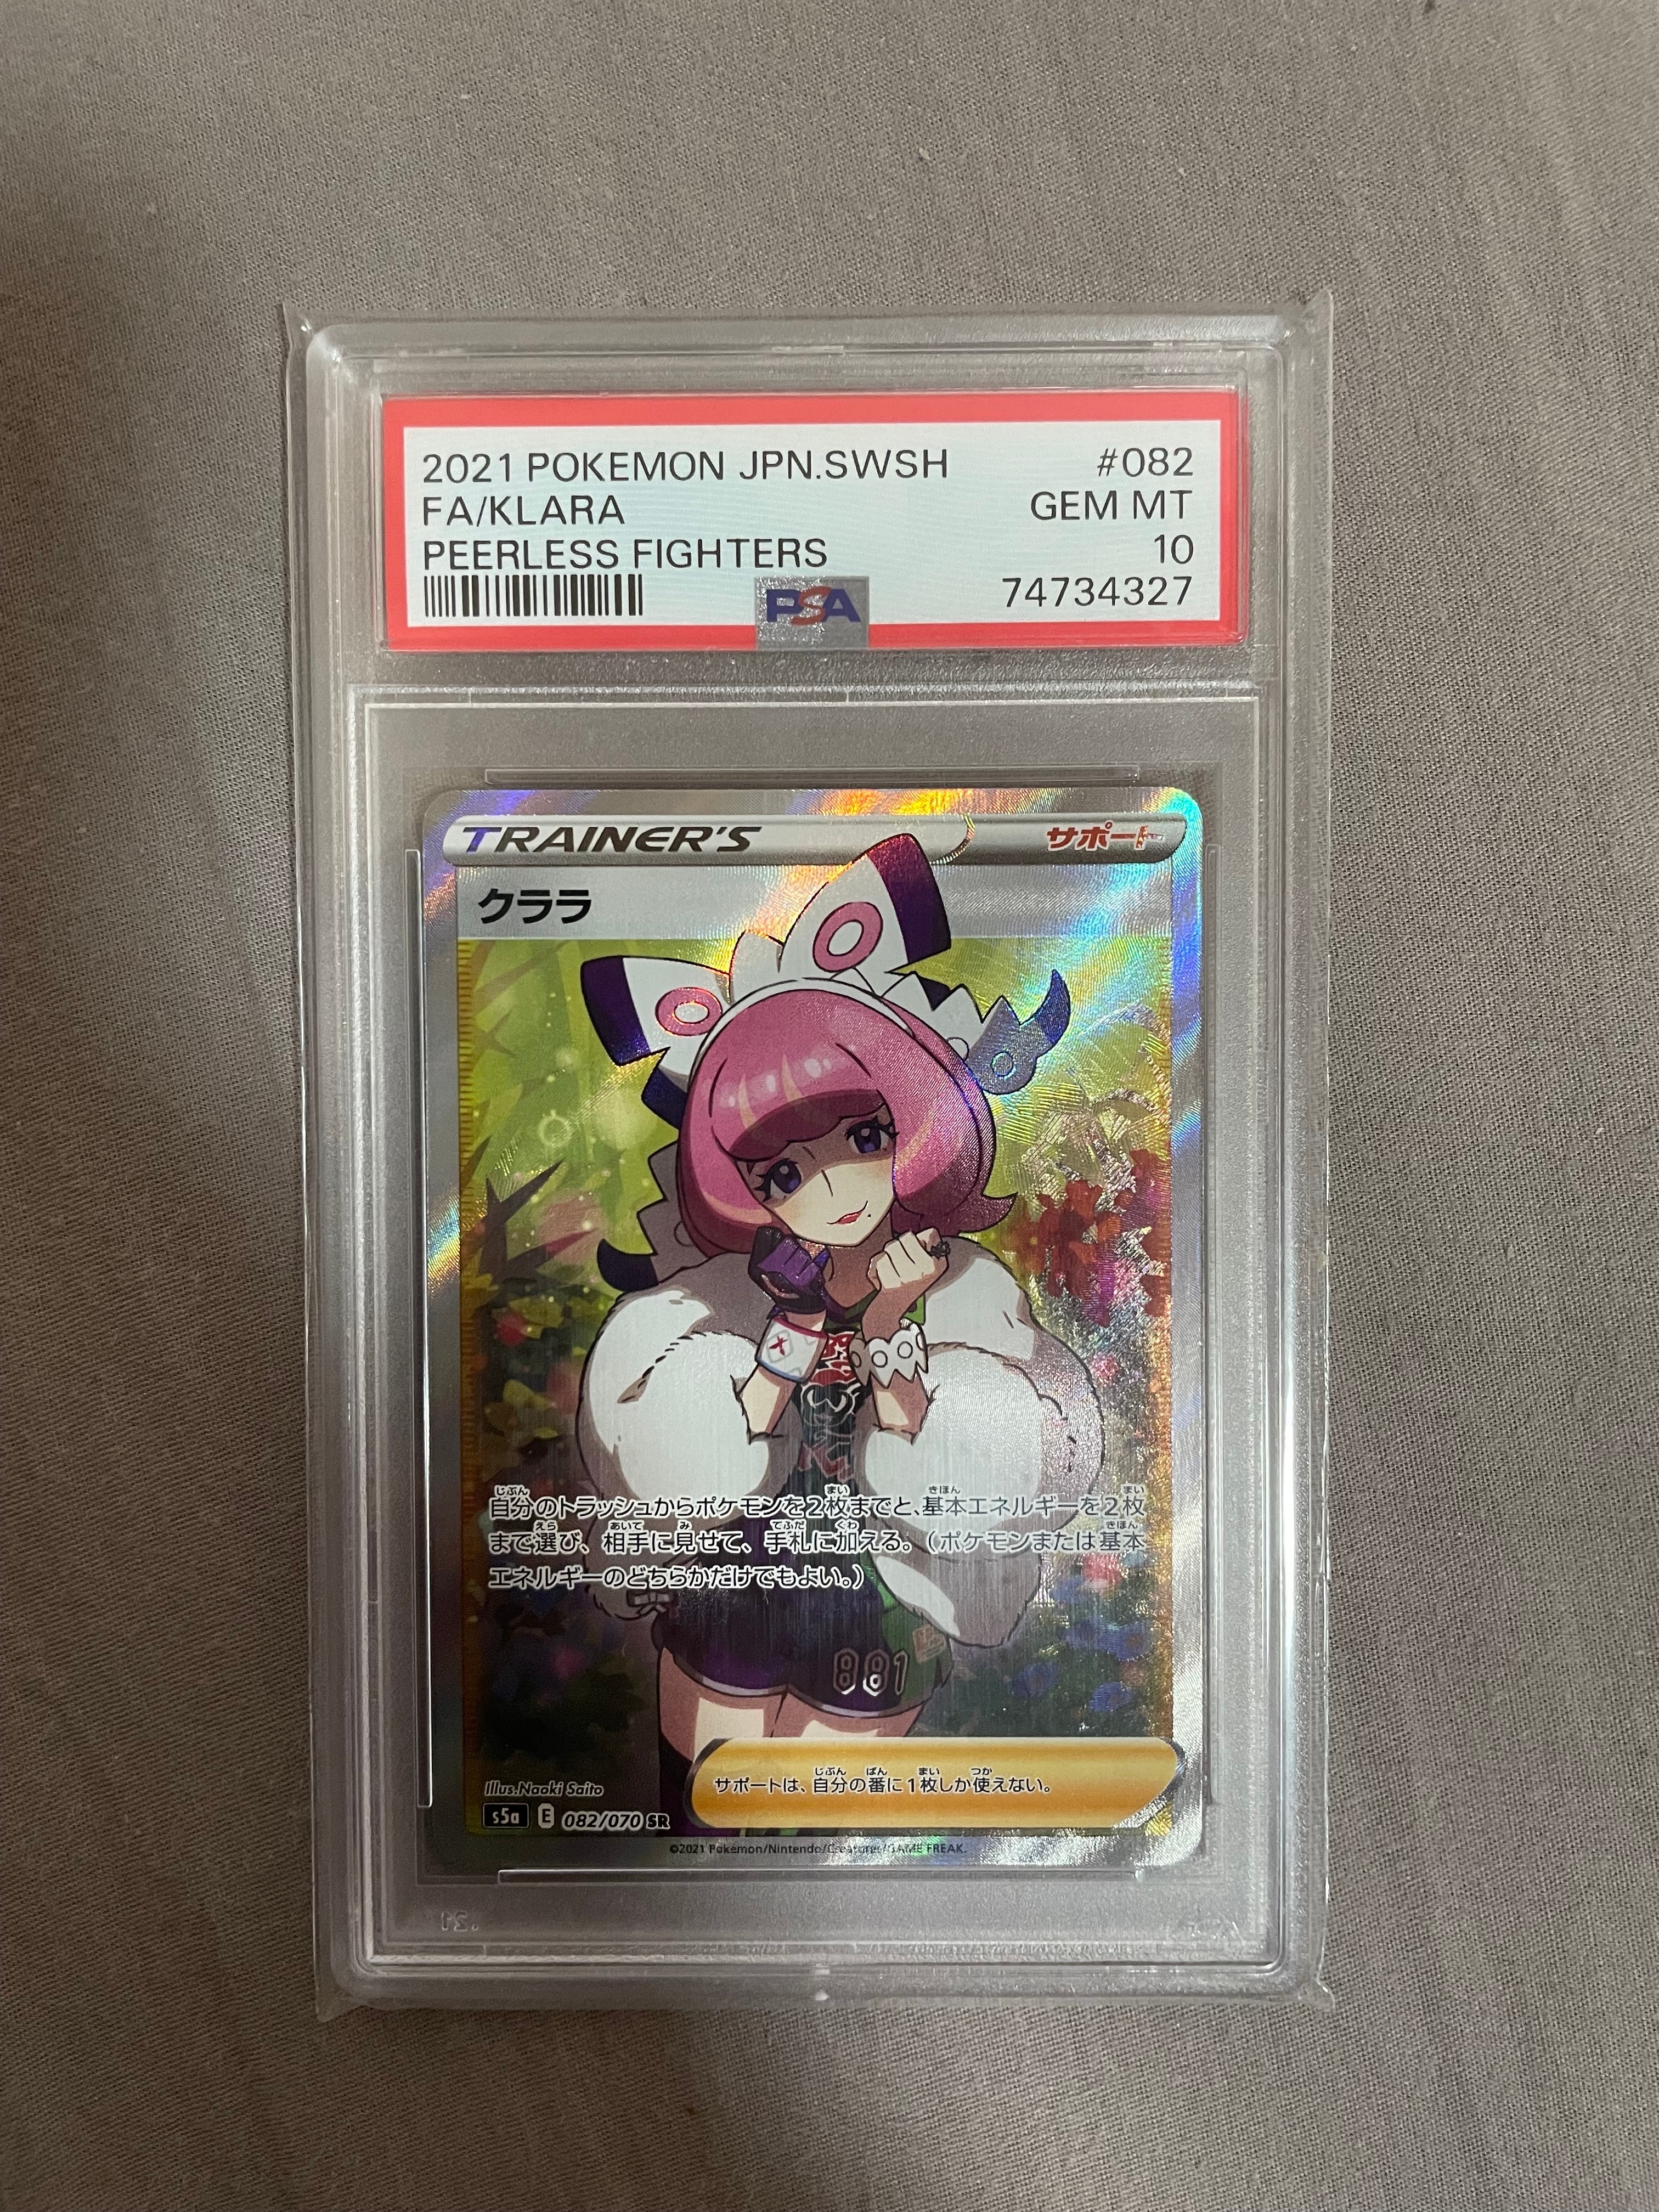 2021 POKEMON JPN.SWSH #082
FA/KLARA GEM MT
PEERLESS FIGHTERS 10
PSA 74734327
TRAINER'S サポート
クララ
自分のトラッシュからポケモンを2枚までと、基本エネルギーを2枚
まで選び、相手に見せて、手札に加える。（ポケモンまたは基本
エネルギーのどちらかだけでもよい。）
881
サポートは、自分の番に1枚しか使えない。
Illus.Naoki Saito
s5a E 082/070 SR
©2021 Pokémon/Nintendo/Creatures/GAME FREAK.